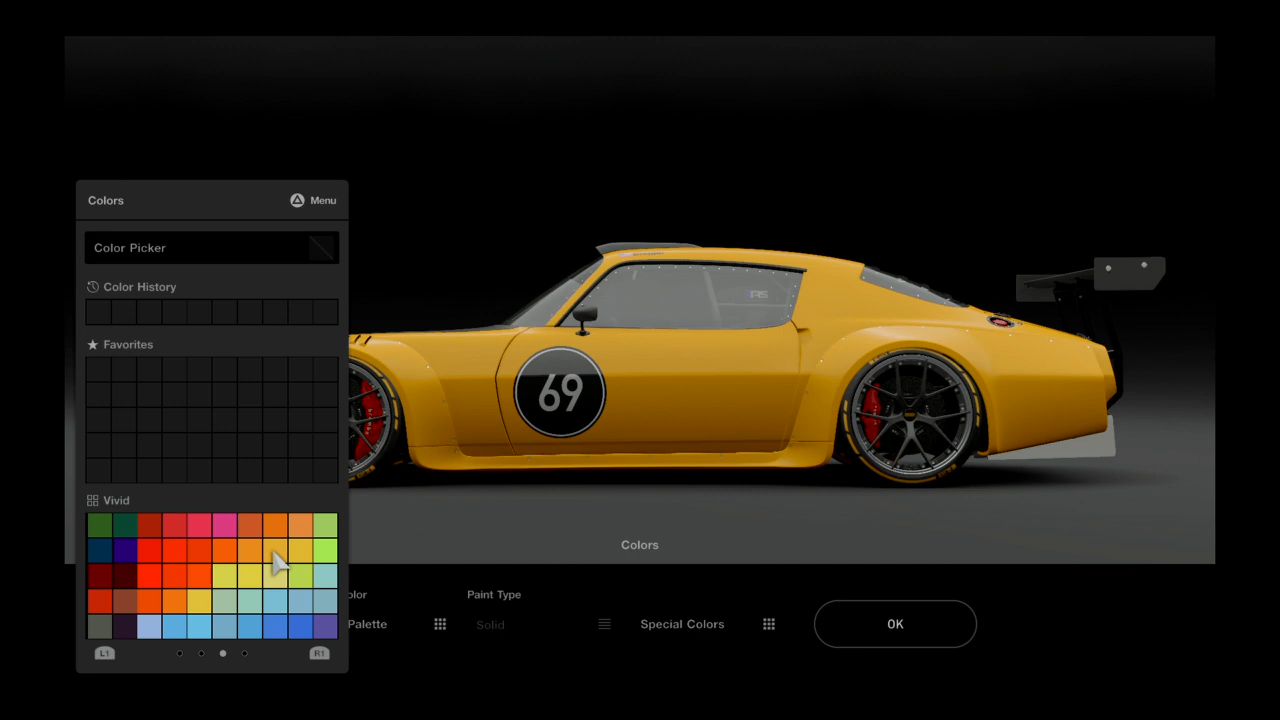 Colors
Menu
Color Picker
Color History
Favorites
Vivid
L1
R1
69
RS
Colors
olor
Paint Type
Palette
Solid
Special Colors
OK